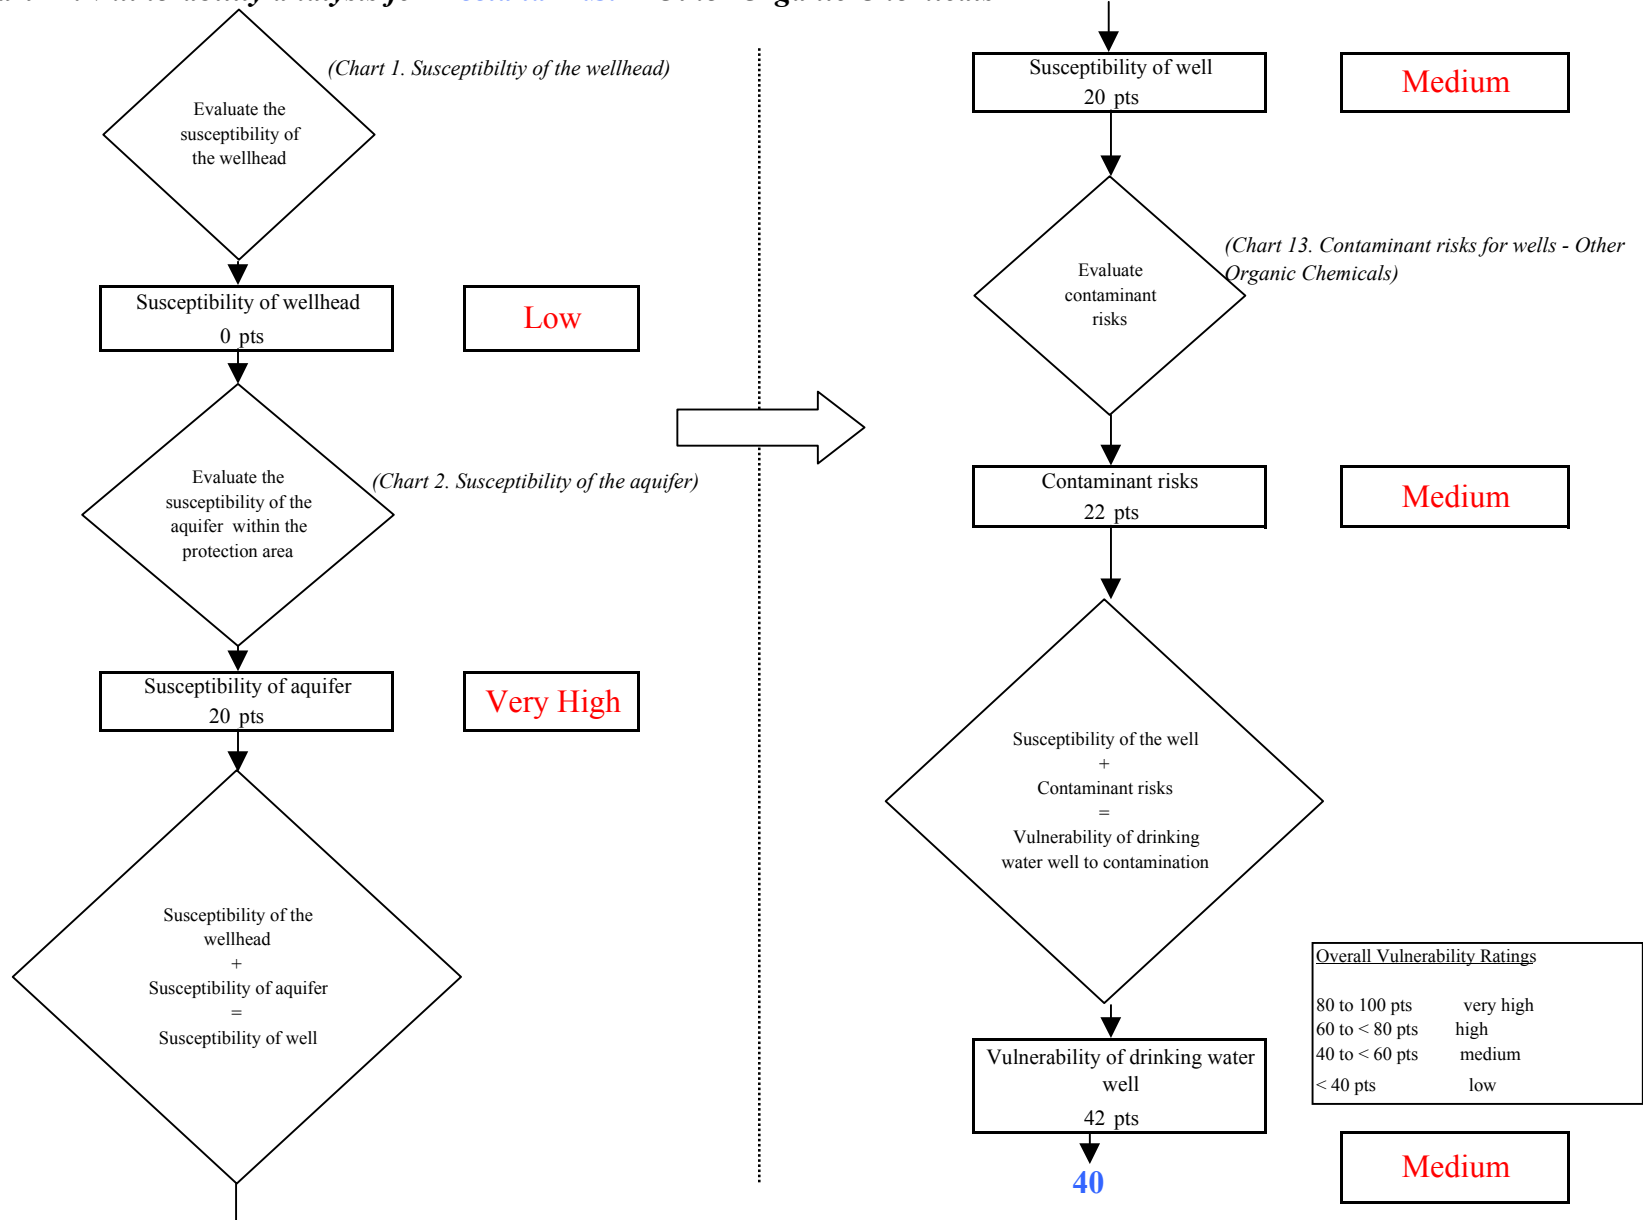 analysis for
Other Organic Chemicals
(Chart 1. Susceptibiltiy of the wellhead)
Evaluate the
susceptibility of
the wellhead
Susceptibility of wellhead
0 pts
Low
Evaluate the
susceptibility of the
aquifer within the
protection area
(Chart 2. Susceptibility of the aquifer)
Susceptibility of aquifer
20 pts
Very High
Susceptibility of the
wellhead
+
Susceptibility of aquifer
=
Susceptibility of well
Susceptibility of well
20 pts
Medium
Evaluate
contaminant
risks
(Chart 13. Contaminant risks for wells - Other
Organic Chemicals)
Contaminant risks
22 pts
Medium
Susceptibility of the well
+
Contaminant risks
=
Vulnerability of drinking
water well to contamination
Overall Vulnerability Ratings
80 to 100 pts very high
60 to < 80 pts high
40 to < 60 pts medium
< 40 pts low
Vulnerability of drinking water
well
42 pts
40
Medium